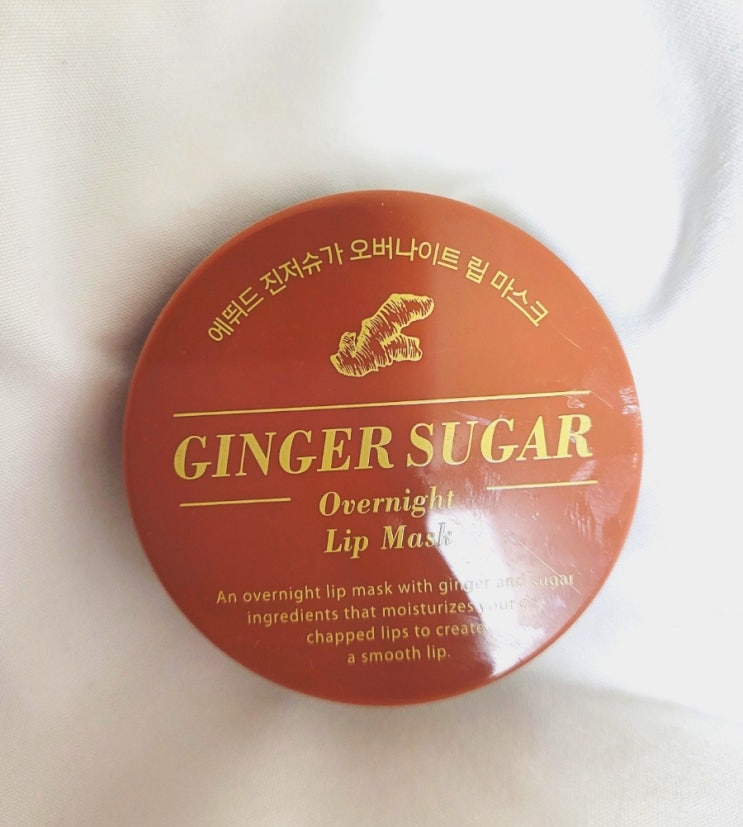 에뛰드 진저슈가 오버나이트 립 마스크
GINGER SUGAR
Overnight
Lip Mask
An overnight lip mask with ginger and sugar
ingredients that moisturizes your
chapped lips to create
a smooth lip.